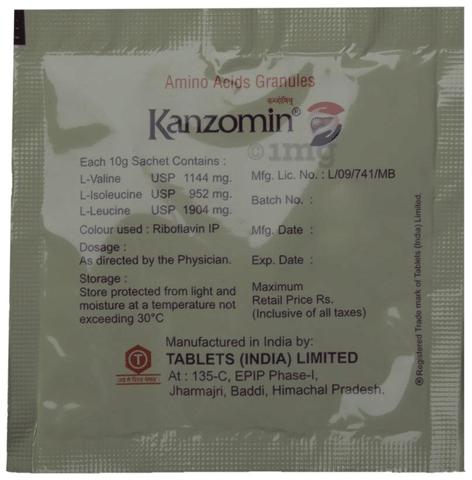 Amino Acids Granules
Kanzomin®
©1mg
Each 10g Sachet Contains :
L-Valine USP 1144 mg.
L-Isoleucine USP 952 mg.
L-Leucine USP 1904 mg.
Colour used : Riboflavin IP
Dosage :
As directed by the Physician.
Storage :
Store protected from light and
moisture at a temperature not
exceeding 30°C
Mfg. Lic. No. : L/09/741/MB
Batch No. :
Mfg. Date :
Exp. Date :
Maximum
Retail Price Rs.
(Inclusive of all taxes)
® Registered Trade mark of Tablets (India) Limited.
Manufactured in India by:
TABLETS (INDIA) LIMITED
At : 135-C, EPIP Phase-I,
Jharmajri, Baddi, Himachal Pradesh.